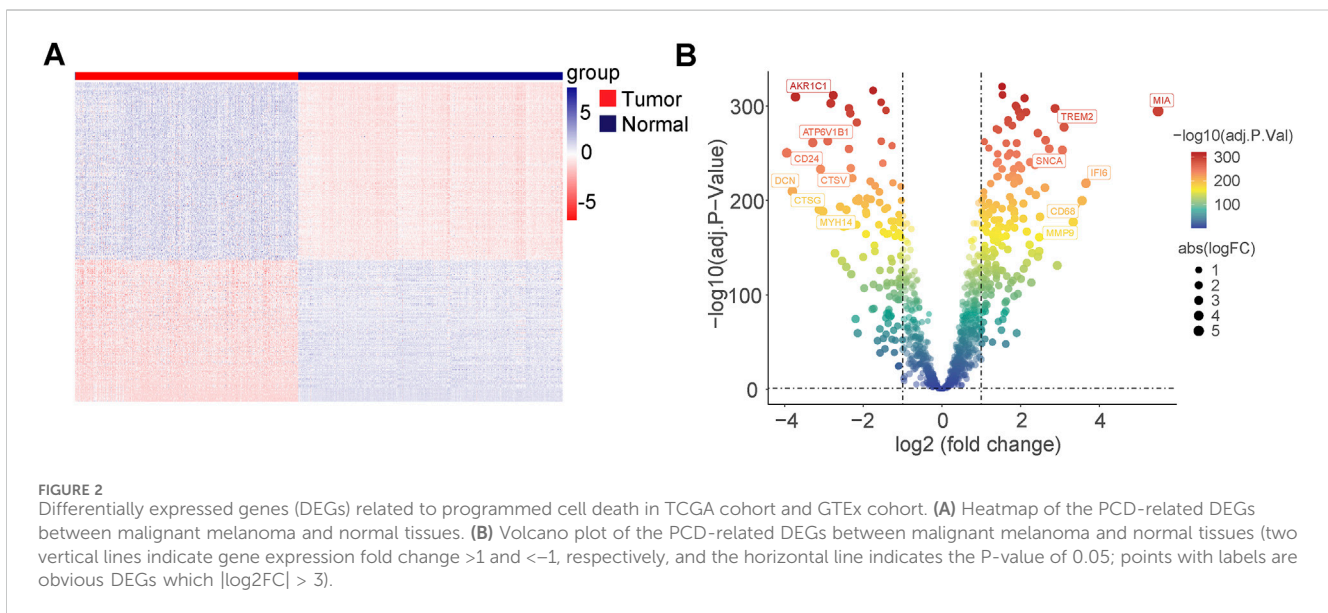 A
group
Tumor
Normal
5
0
−5
B
AKR1C1
MIA
TREM2
ATP6V1B1
SNCA
CD24
CTSV
IFI6
DCN
CTSG
CD68
MYH14
MMP9
300
200
100
0
−log10(adj.P−Value)
−4
−2
0
2
4
log2 (fold change)
−log10(adj.P.Val)
300
200
100
abs(logFC)
1
2
3
4
5
FIGURE 2
Differentially expressed genes (DEGs) related to programmed cell death in TCGA cohort and GTEx cohort. (A) Heatmap of the PCD-related DEGs
between malignant melanoma and normal tissues. (B) Volcano plot of the PCD-related DEGs between malignant melanoma and normal tissues (two
vertical lines indicate gene expression fold change >1 and <–1, respectively, and the horizontal line indicates the P-value of 0.05; points with labels are
obvious DEGs which |log2FC| > 3).